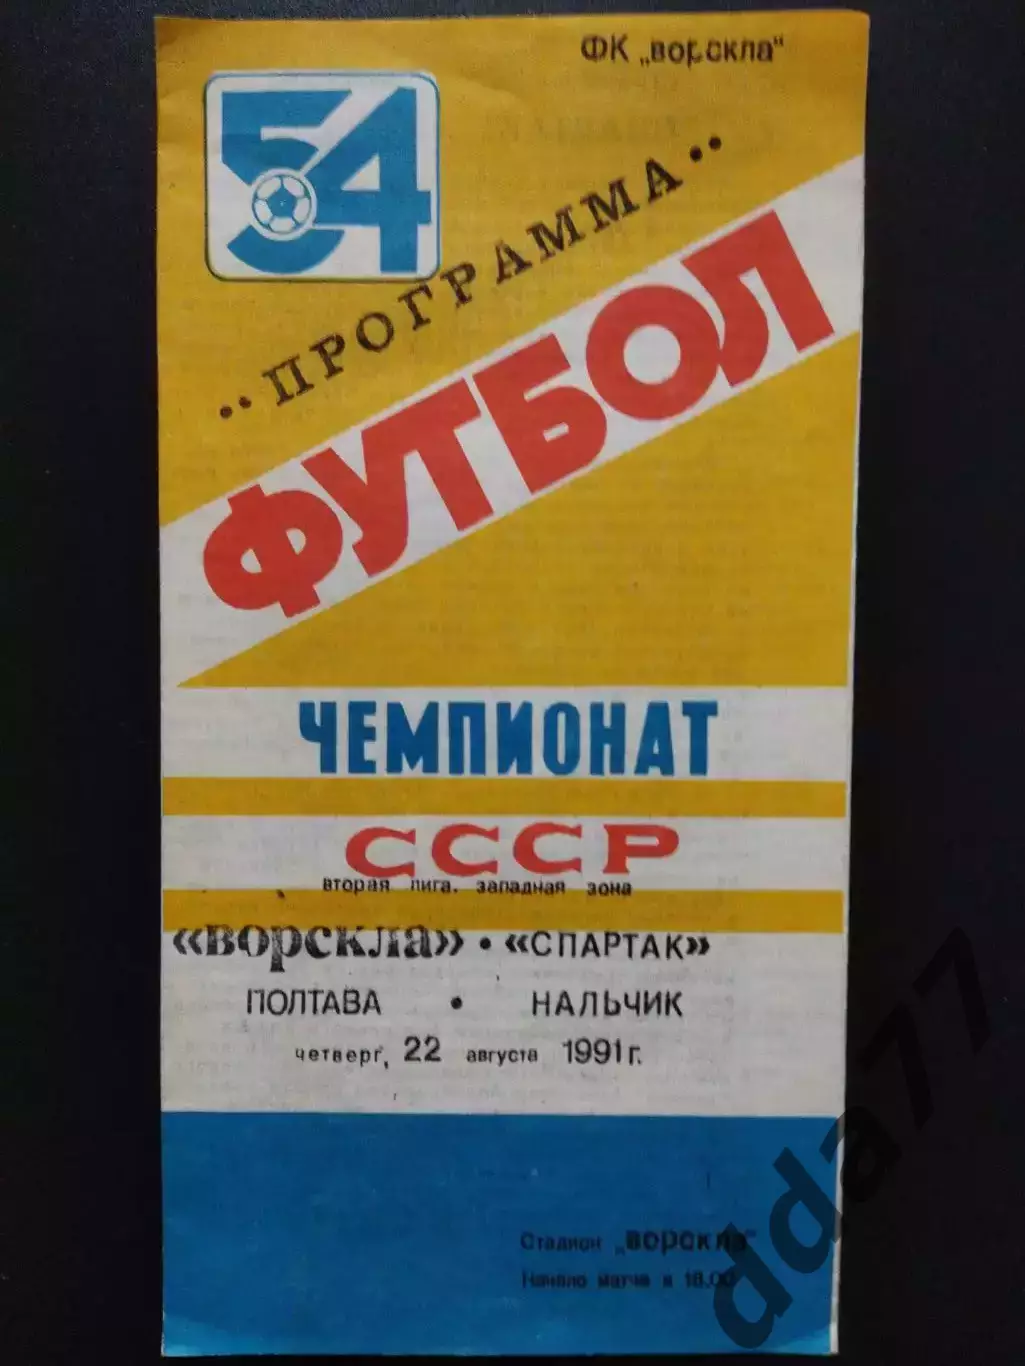 ФК „ворскла"
54
„ПРОГРАММА"
ФУТБОЛ
ЧЕМПИОНАТ
СССР
вторая лига. западная зона
«ворскла» • «СПАРТАК»
ПОЛТАВА • НАЛЬЧИК
четверг, 22 августа 1991г.
Стадион „ворскла"
Начало матча в 18.00
dda77